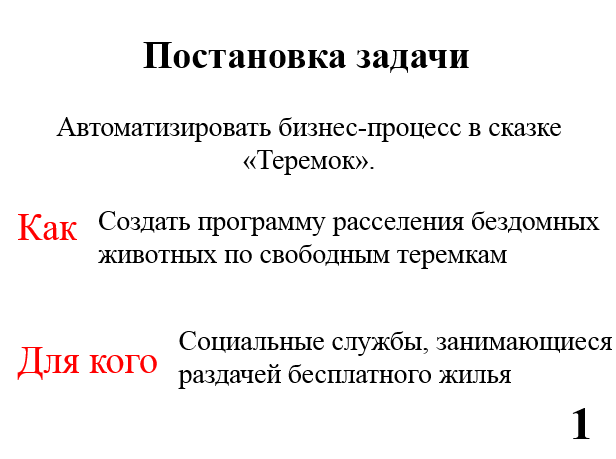 Постановка задачи
Автоматизировать бизнес-процесс в сказке
«Теремок».
Как
Создать программу расселения бездомных
животных по свободным теремкам
Для кого
Социальные службы, занимающиеся
раздачей бесплатного жилья
1